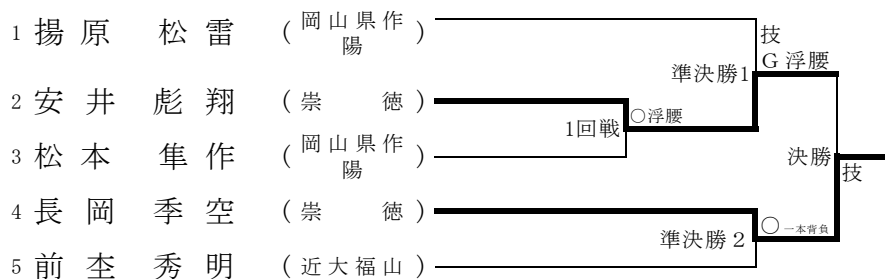 1 揚原 松雷 (岡山県作陽)
技
G 浮腰
準決勝1
2 安井 彪翔 (崇徳)
○浮腰
1回戦
3 松本 隼作 (岡山県作陽)
決勝
技
4 長岡 季空 (崇徳)
○ 一本背負
準決勝2
5 前杢 秀明 (近大福山)